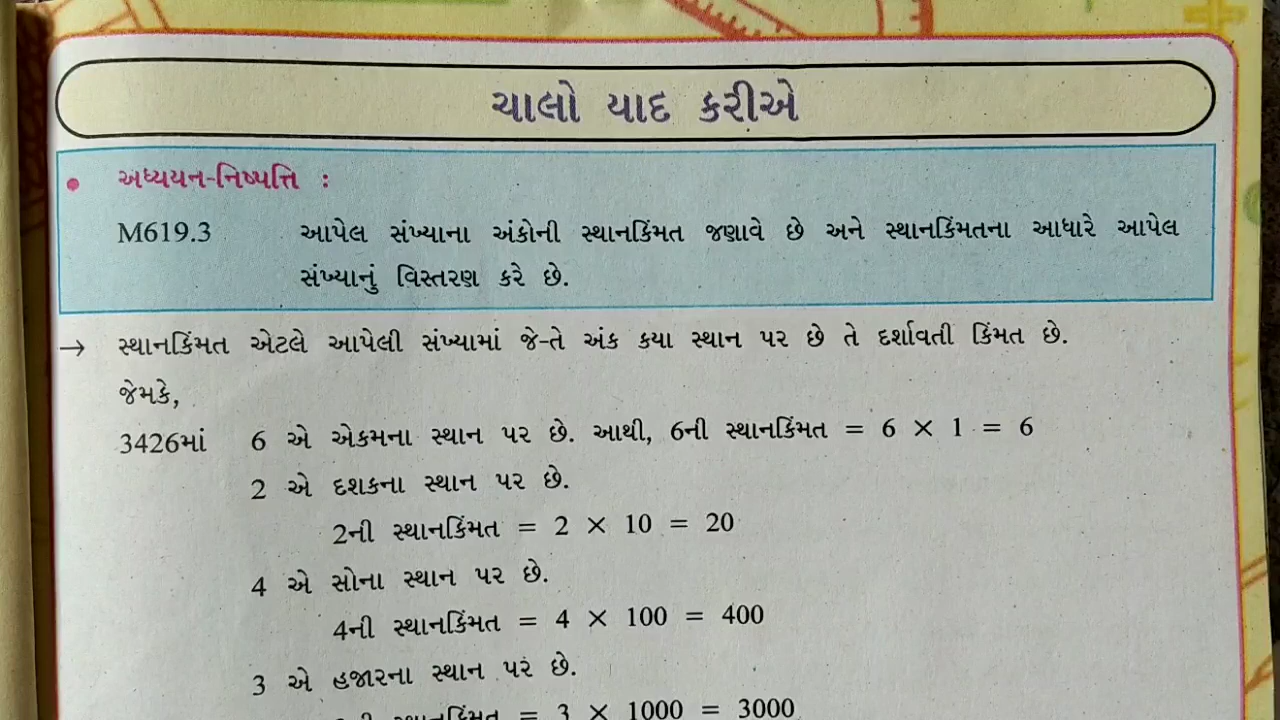 ચાલો યાદ કરીએ
• અધ્યયન-નિષ્પત્તિ :
M619.3 આપેલ સંખ્યાના અંકોની સ્થાનકિંમત જણાવે છે અને સ્થાનકિંમતના આધારે આપેલ
સંખ્યાનું વિસ્તરણ કરે છે.
→ સ્થાનકિંમત એટલે આપેલી સંખ્યામાં જે-તે અંક કયા સ્થાન પર છે તે દર્શાવતી કિંમત છે.
જેમકે,
3426માં 6 એ એકમના સ્થાન પર છે. આથી, 6ની સ્થાનકિંમત = 6 × 1 = 6
2 એ દશકના સ્થાન પર છે.
2ની સ્થાનકિંમત = 2 × 10 = 20
4 એ સોના સ્થાન પર છે.
4ની સ્થાનકિંમત = 4 × 100 = 400
3 એ હજારના સ્થાન પર છે.
સ્થાનકિંમત = 3 × 1000 = 3000